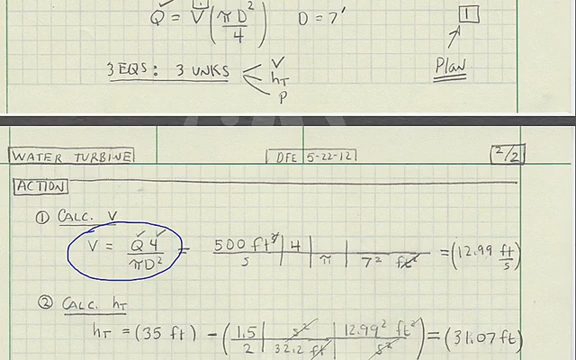 Q = V (πD²/4) D = 7'
1
3 EQS: 3 UNKS V
hT
P
Plan
WATER TURBINE DFE 5-22-12 2/2
ACTION
① CALC. V
V = Q4/πD² = 500 ft³/s | 4 | /π | /7² ft² = (12.99 ft/s)
② CALC. hT
hT = (35 ft) - (1.5/2 | s²/32.2 ft | 12.99² ft²/s²) = (31.07 ft)